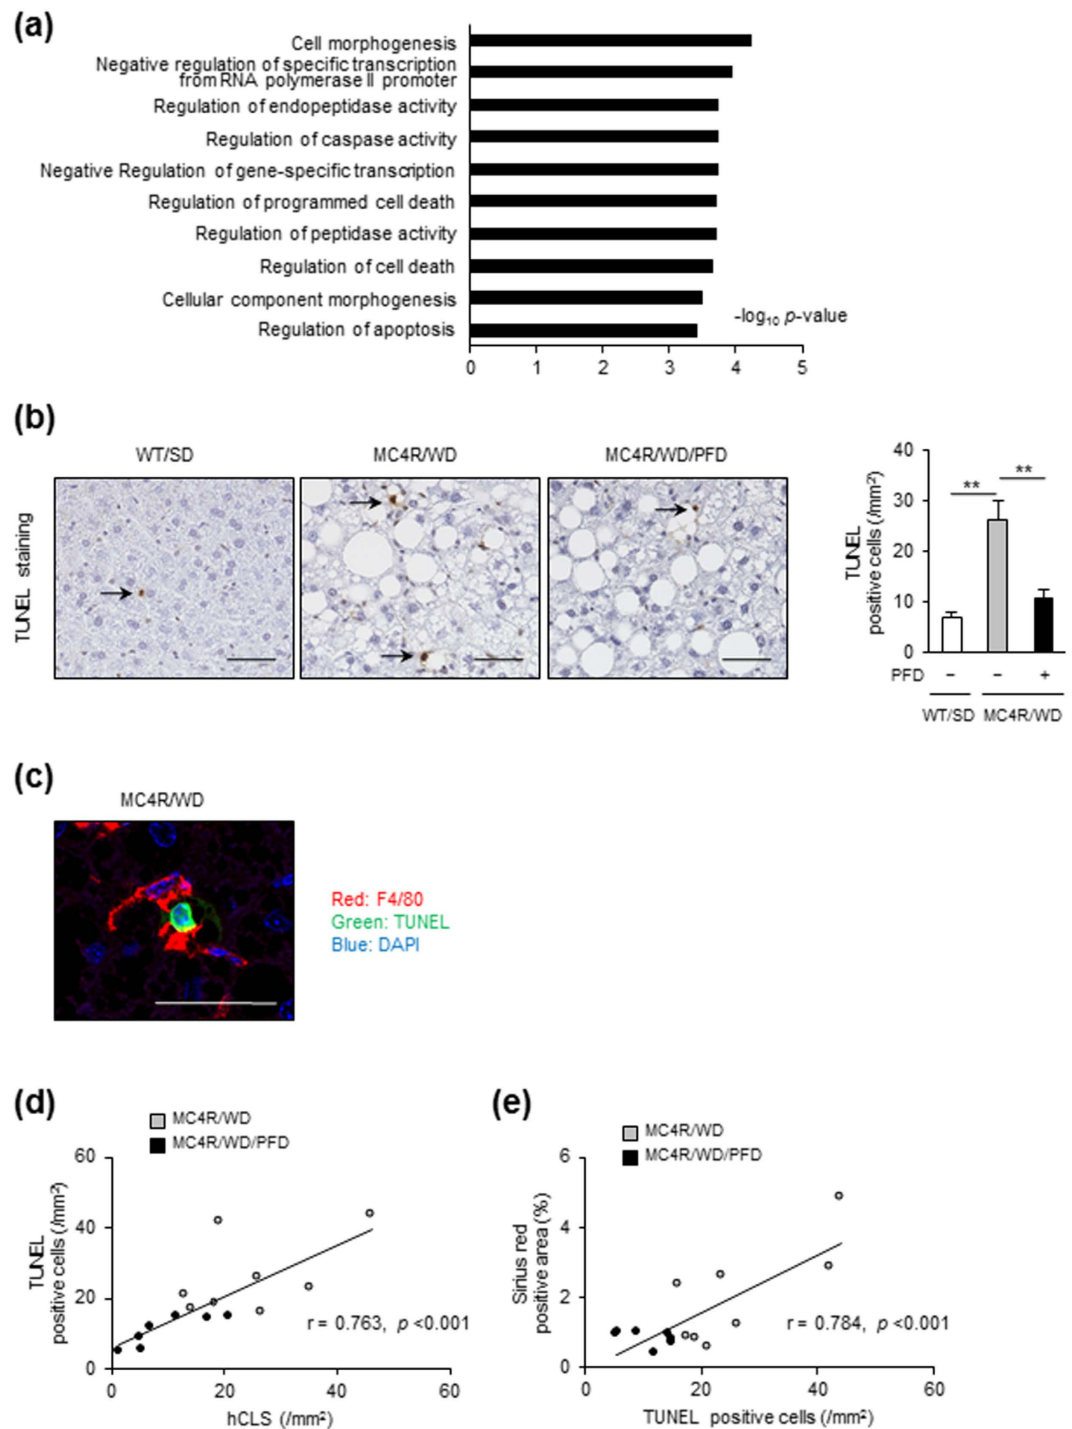 (a)
Cell morphogenesis
Negative regulation of specific transcription
from RNA polymerase II promoter
Regulation of endopeptidase activity
Regulation of caspase activity
Negative Regulation of gene-specific transcription
Regulation of programmed cell death
Regulation of peptidase activity
Regulation of cell death
Cellular component morphogenesis
Regulation of apoptosis
-log₁₀ p-value
0 1 2 3 4 5
(b)
WT/SD MC4R/WD MC4R/WD/PFD
TUNEL staining
TUNEL
positive cells (/mm²)
40
30
20
10
0
** **
PFD − − +
WT/SD MC4R/WD
(c)
MC4R/WD
Red: F4/80
Green: TUNEL
Blue: DAPI
(d)
MC4R/WD
MC4R/WD/PFD
TUNEL
positive cells (/mm²)
60
40
20
0
r = 0.763, p <0.001
0 20 40 60
hCLS (/mm²)
(e)
MC4R/WD
MC4R/WD/PFD
Sirius red
positive area (%)
6
4
2
0
r = 0.784, p <0.001
0 20 40 60
TUNEL positive cells (/mm²)